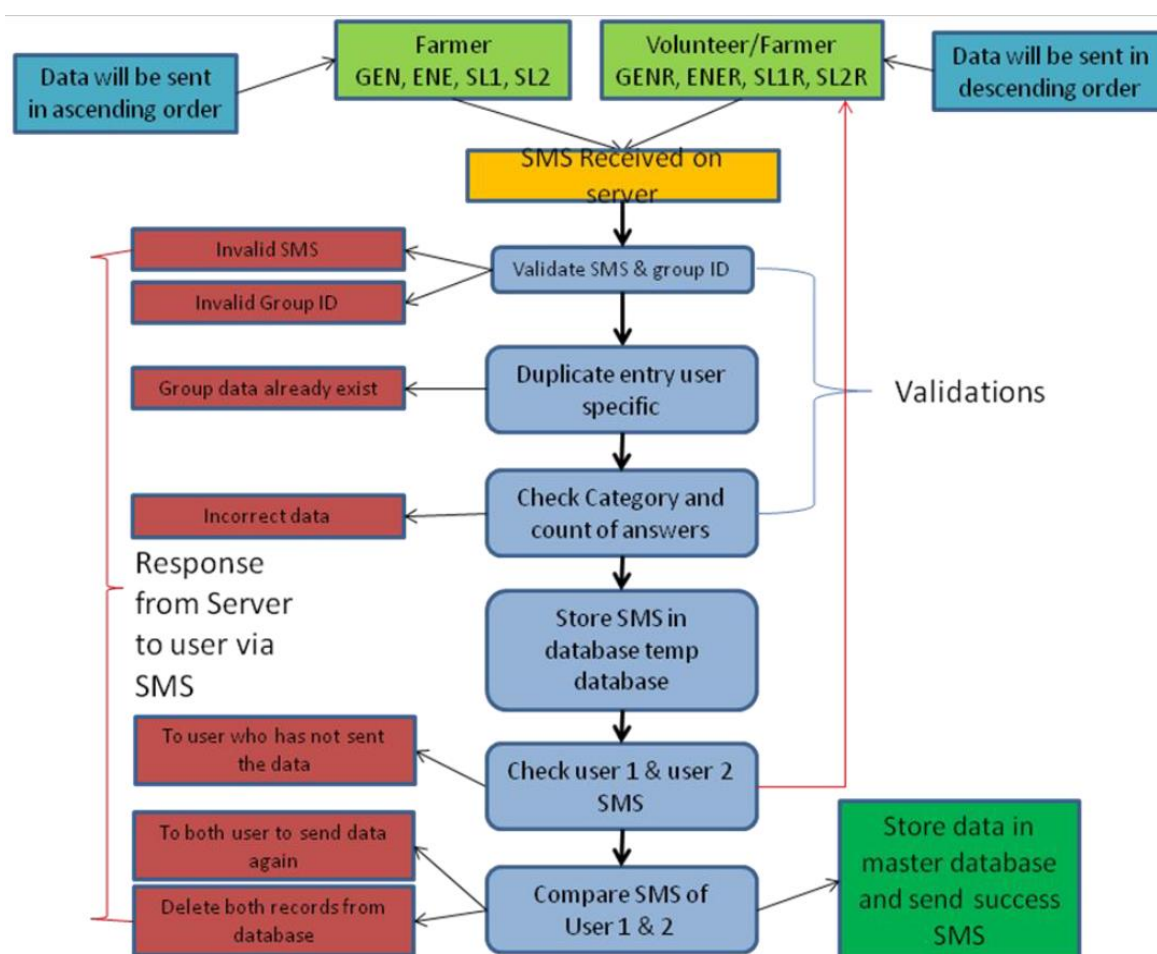 Farmer
GEN, ENE, SL1, SL2
Volunteer/Farmer
GENR, ENER, SL1R, SL2R
Data will be sent
in ascending order
Data will be sent in
descending order
SMS Received on
server
Invalid SMS
Validate SMS & group ID
Invalid Group ID
Group data already exist
Duplicate entry user
specific
Validations
Incorrect data
Check Category and
count of answers
Response
from Server
to user via
SMS
Store SMS in
database temp
database
To user who has not sent
the data
Check user 1 & user 2
SMS
To both user to send data
again
Delete both records from
database
Compare SMS of
User 1 & 2
Store data in
master database
and send success
SMS